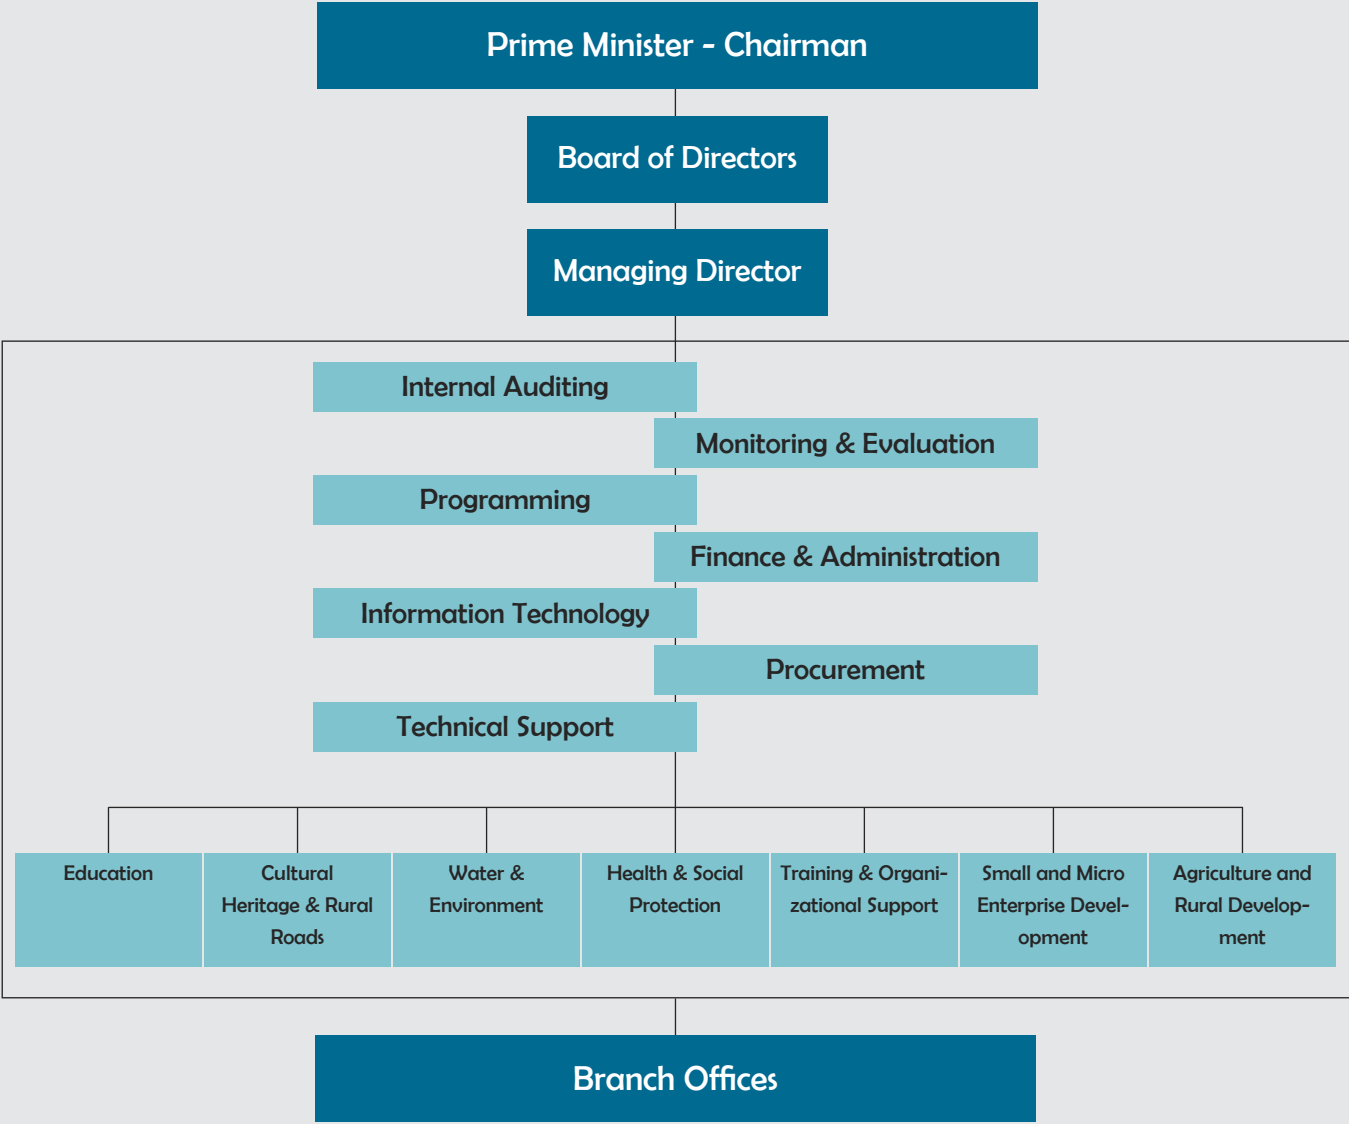 Prime Minister - Chairman
Board of Directors
Managing Director
Internal Auditing
Monitoring & Evaluation
Programming
Finance & Administration
Information Technology
Procurement
Technical Support
Education
Cultural
Heritage & Rural
Roads
Water &
Environment
Health & Social
Protection
Training & Organi-
zational Support
Small and Micro
Enterprise Devel-
opment
Agriculture and
Rural Develop-
ment
Branch Offices